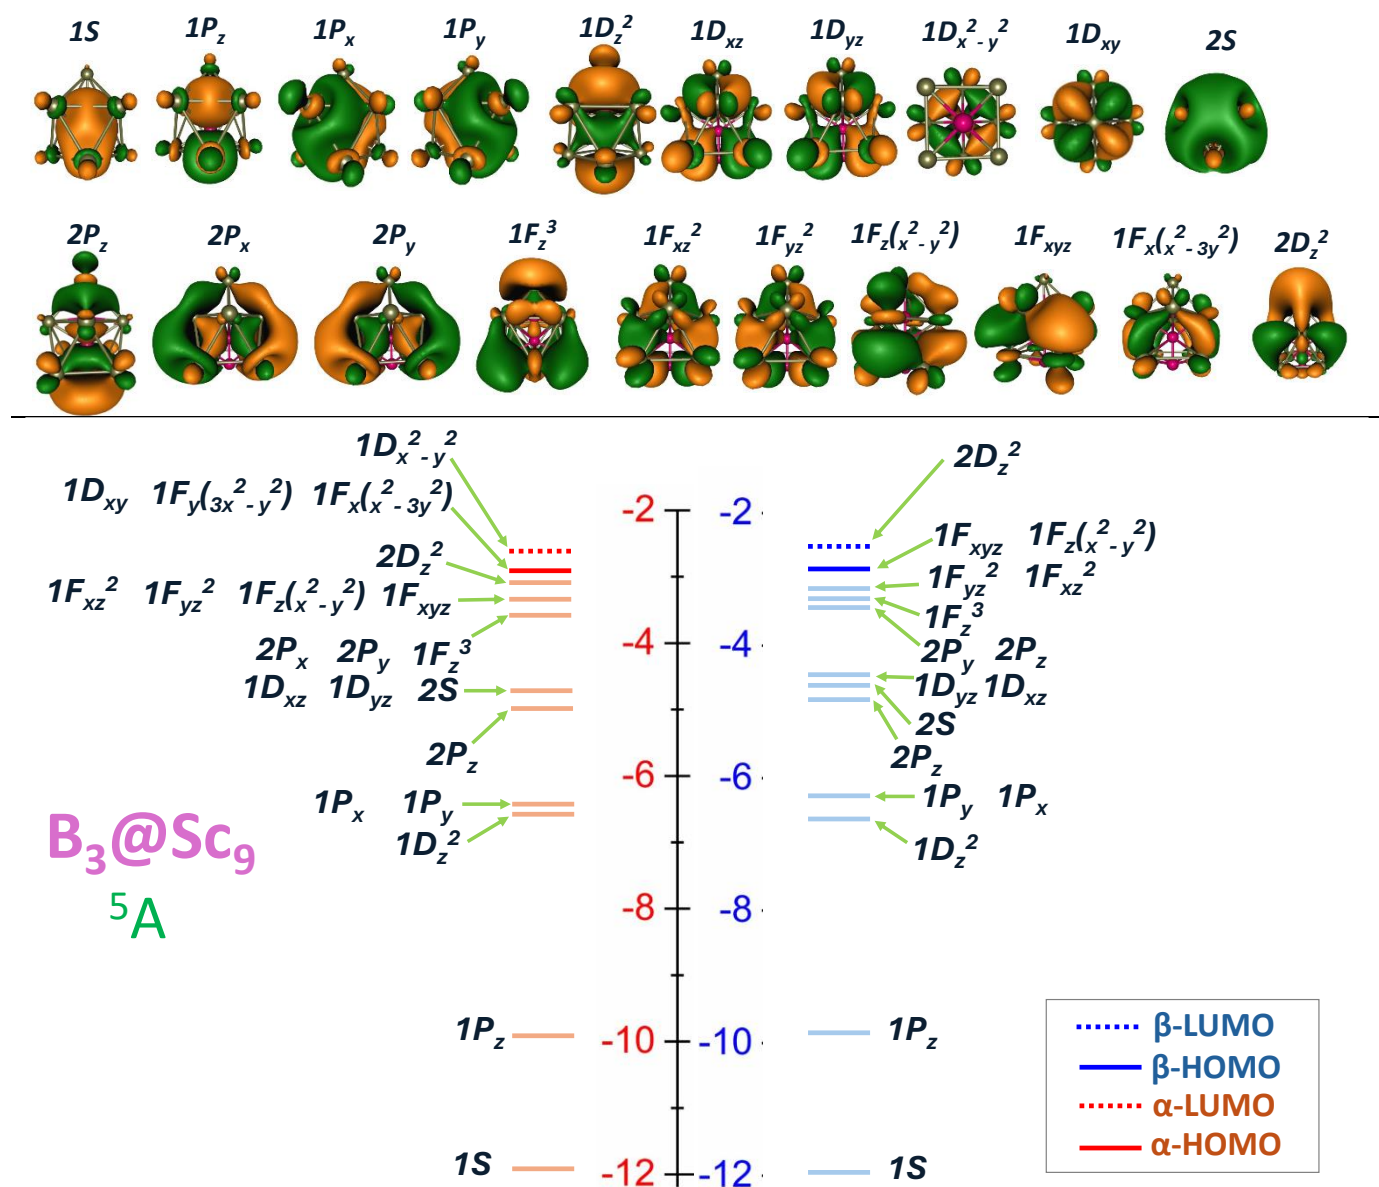 1S 1Pz 1Px 1Py 1Dz² 1Dxz 1Dyz 1Dx²-y² 1Dxy 2S
2Pz 2Px 2Py 1Fz³ 1Fxz² 1Fyz² 1Fz(x²-y²) 1Fxyz 1Fx(x²-3y²) 2Dz²
1Dx²-y²
2Dz²
1Dxy 1Fy(3x²-y²) 1Fx(x²-3y²)
-2 -2
1Fxyz 1Fz(x²-y²)
2Dz²
1Fxz² 1Fyz² 1Fz(x²-y²) 1Fxyz
1Fyz² 1Fxz²
1Fz³
-4 -4
2Px 2Py 1Fz³
2Py 2Pz
1Dxz 1Dyz 2S
1Dyz 1Dxz
2S
2Pz
2Pz
-6 -6
1Px 1Py
1Py 1Px
1Dz²
1Dz²
B₃@Sc₉
⁵A
-8 -8
1Pz
1Pz
-10 -10
1S
1S
-12 -12
β-LUMO
β-HOMO
α-LUMO
α-HOMO